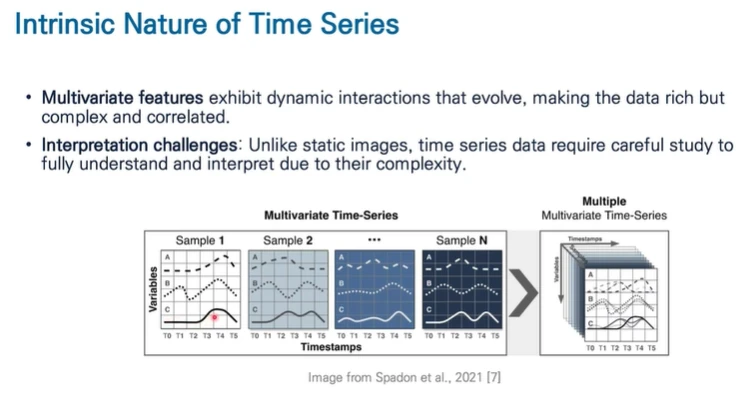 Intrinsic Nature of Time Series
• Multivariate features exhibit dynamic interactions that evolve, making the data rich but
complex and correlated.
• Interpretation challenges: Unlike static images, time series data require careful study to
fully understand and interpret due to their complexity.
Multivariate Time-Series
Sample 1
Sample 2
...
Sample N
Variables
A
B
C
A
B
C
A
B
C
A
B
C
T0 T1 T2 T3 T4 T5
T0 T1 T2 T3 T4 T5
T0 T1 T2 T3 T4 T5
T0 T1 T2 T3 T4 T5
Timestamps
Multiple
Multivariate Time-Series
Timestamps
Variables
A
B
C
T0 T1 T2 T3 T4 T5
Image from Spadon et al., 2021 [7]